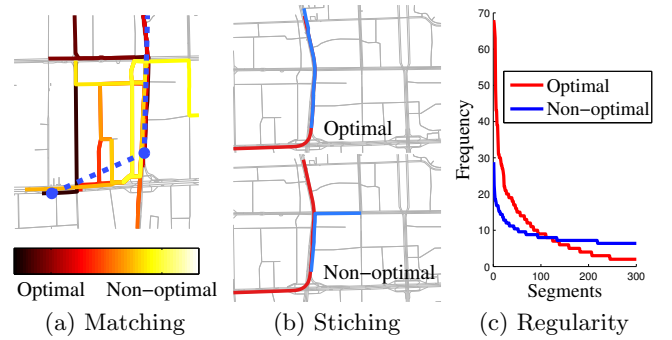 Optimal
Non-optimal
(a) Matching
Optimal
Non-optimal
(b) Stiching
Frequency
70
60
50
40
30
20
10
0
Optimal
Non-optimal
0
100
200
300
Segments
(c) Regularity